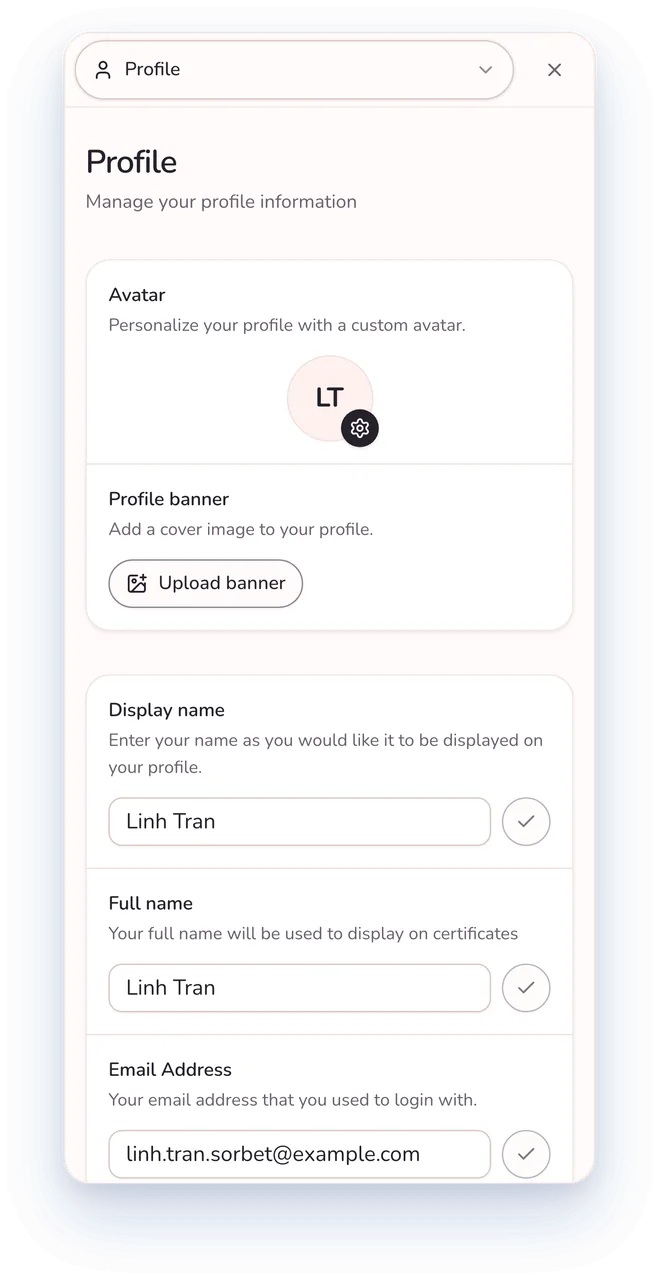 Profile
Profile
Manage your profile information
Avatar
Personalize your profile with a custom avatar.
LT
Profile banner
Add a cover image to your profile.
Upload banner
Display name
Enter your name as you would like it to be displayed on
your profile.
Linh Tran
Full name
Your full name will be used to display on certificates
Linh Tran
Email Address
Your email address that you used to login with.
linh.tran.sorbet@example.com